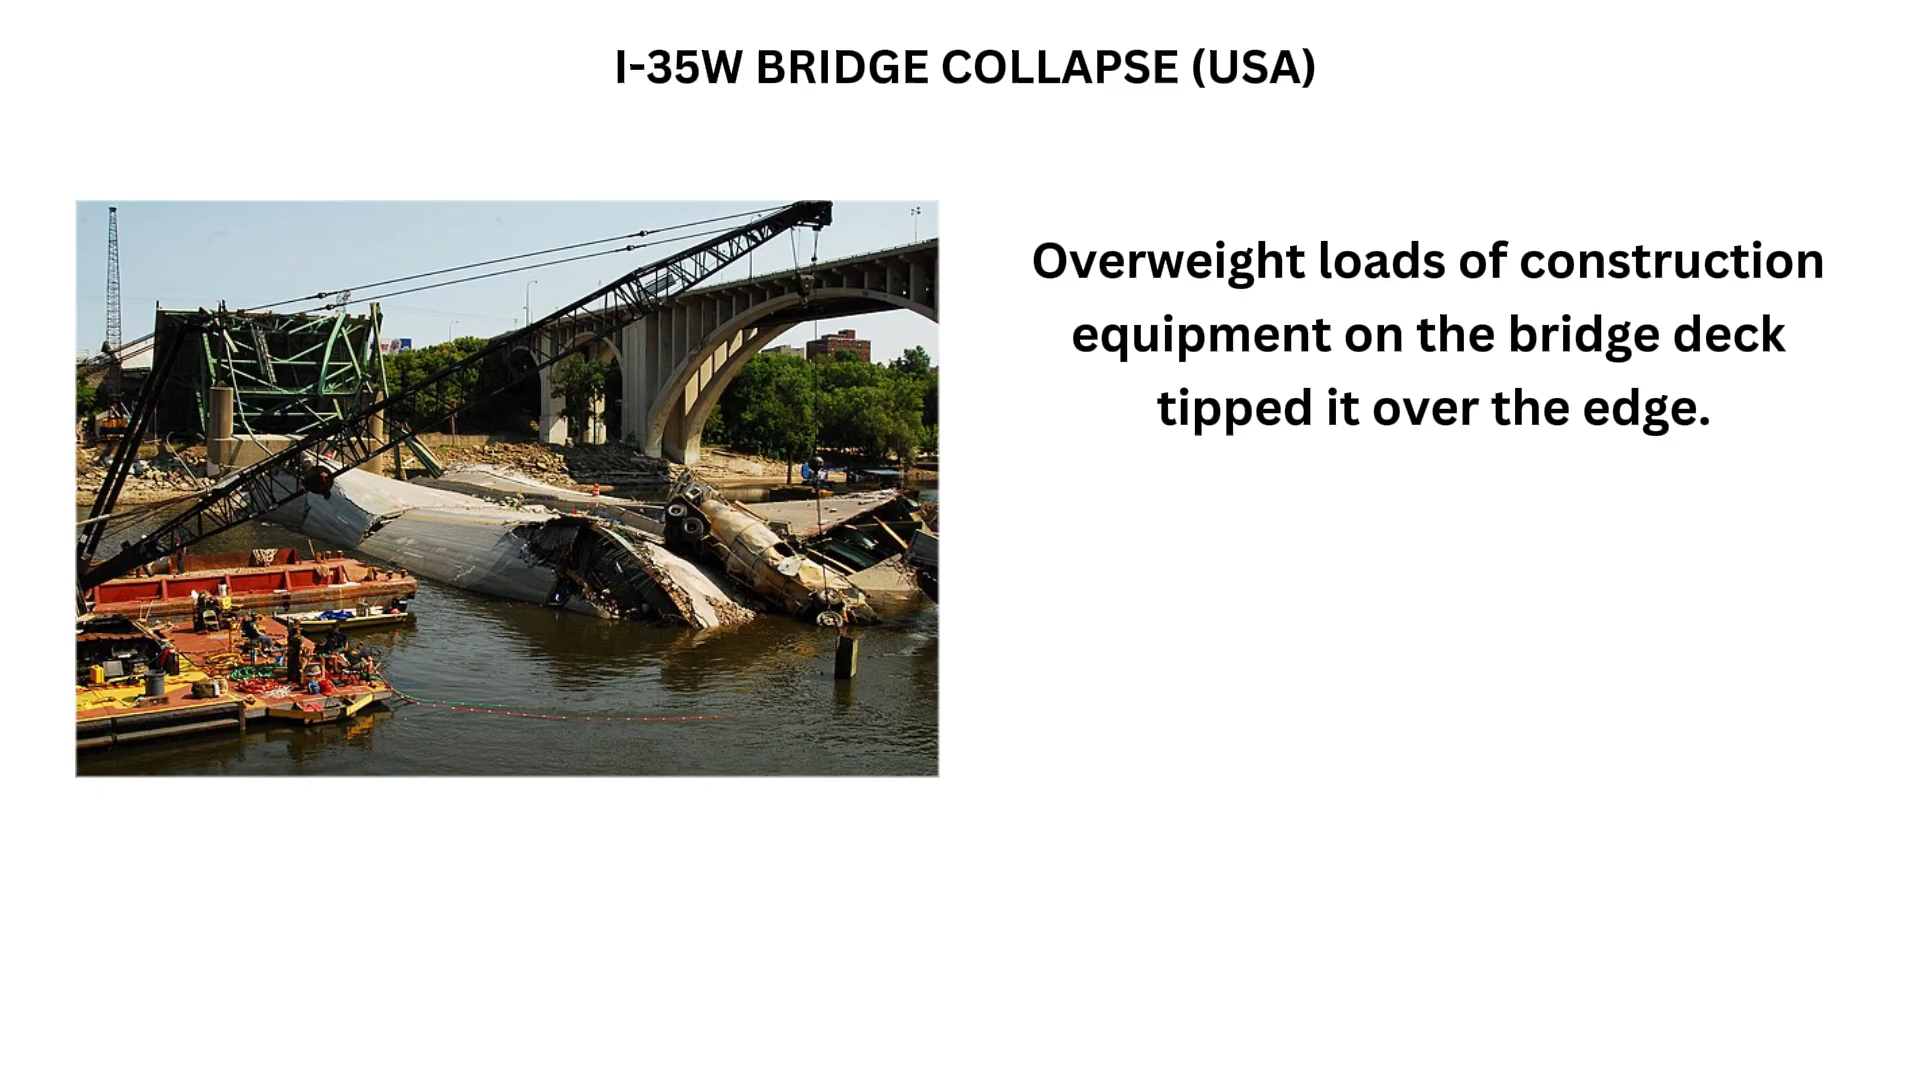 I-35W BRIDGE COLLAPSE (USA)
Overweight loads of construction
equipment on the bridge deck
tipped it over the edge.